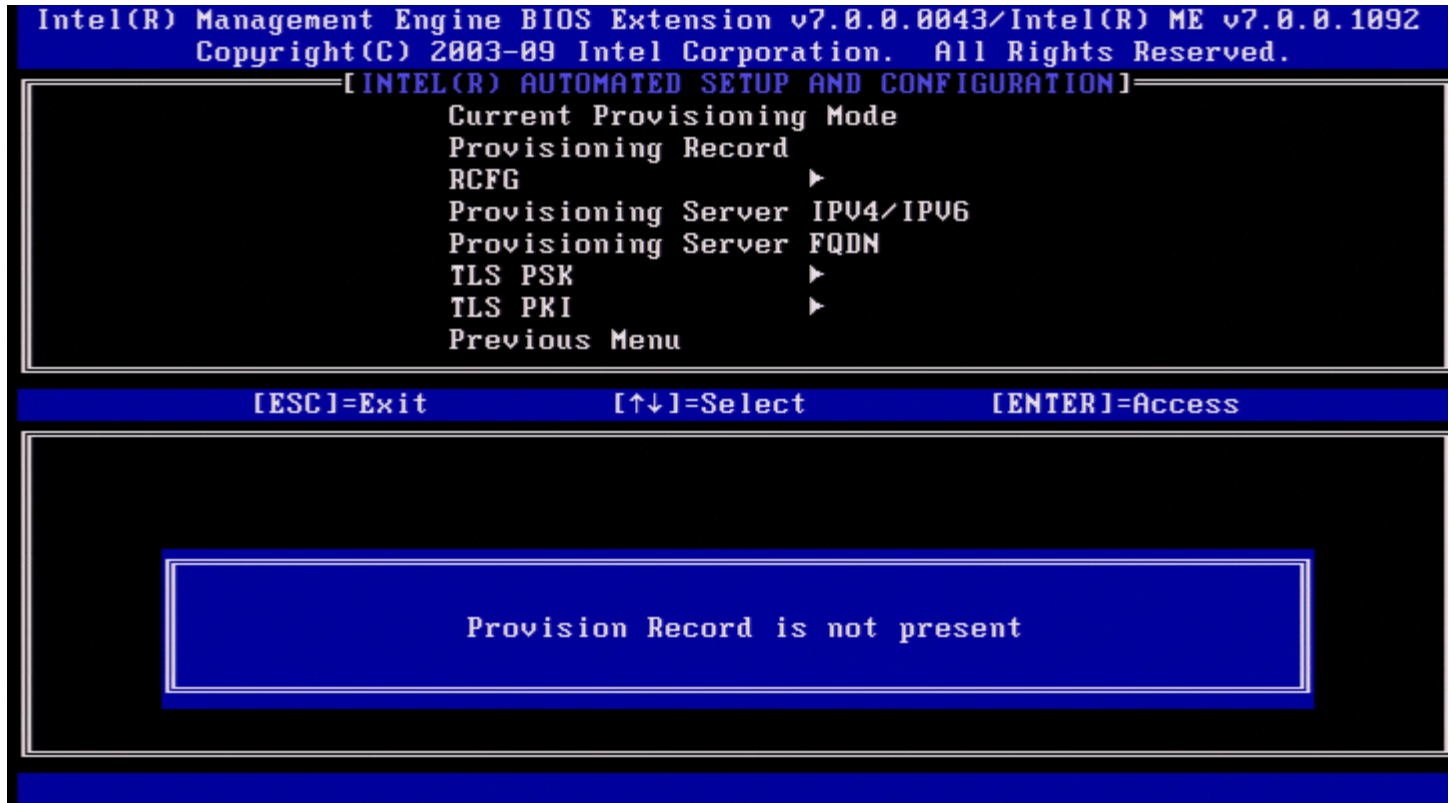 Intel(R) Management Engine BIOS Extension v7.0.0.0043/Intel(R) ME v7.0.0.1092
Copyright(C) 2003-09 Intel Corporation. All Rights Reserved.
[INTEL(R) AUTOMATED SETUP AND CONFIGURATION]
Current Provisioning Mode
Provisioning Record
RCFG ►
Provisioning Server IPV4/IPV6
Provisioning Server FQDN
TLS PSK ►
TLS PKI ►
Previous Menu
[ESC]=Exit [↑↓]=Select [ENTER]=Access
Provision Record is not present